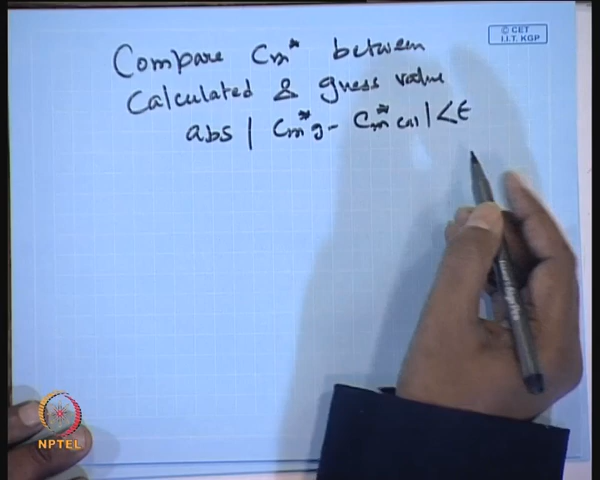 © CET
I.I.T. KGP
Compare Cm* between
Calculated & guess value
abs | Cm*g - Cm* cal | < ε
NPTEL